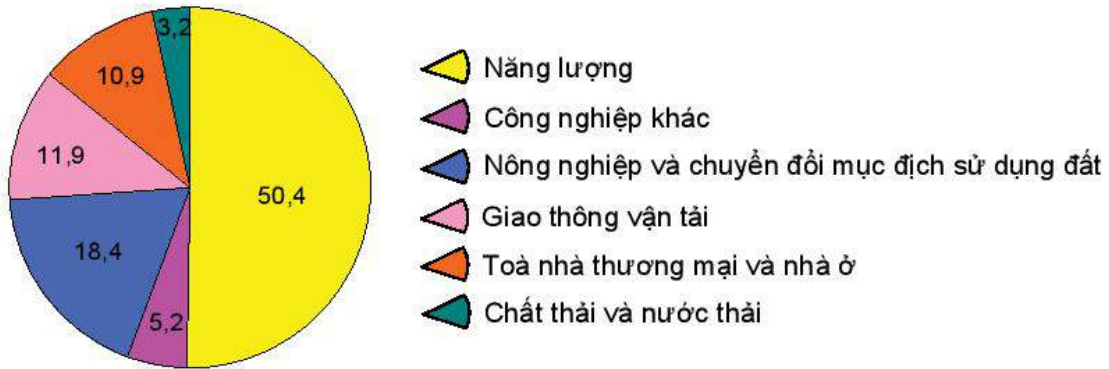 3,2
10,9
11,9
50,4
18,4
5,2
Năng lượng
Công nghiệp khác
Nông nghiệp và chuyển đổi mục địch sử dụng đất
Giao thông vận tải
Toà nhà thương mại và nhà ở
Chất thải và nước thải